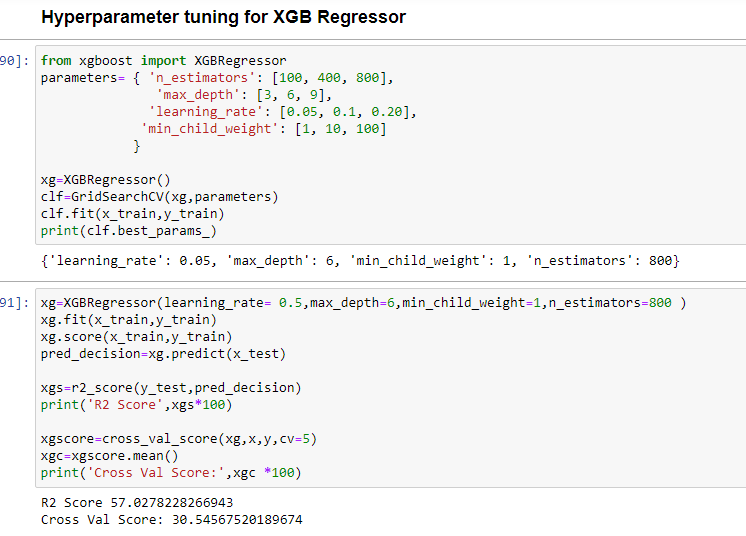 Hyperparameter tuning for XGB Regressor
90]: from xgboost import XGBRegressor
parameters= { 'n_estimators': [100, 400, 800],
'max_depth': [3, 6, 9],
'learning_rate': [0.05, 0.1, 0.20],
'min_child_weight': [1, 10, 100]
}
xg=XGBRegressor()
clf=GridSearchCV(xg,parameters)
clf.fit(x_train,y_train)
print(clf.best_params_)
{'learning_rate': 0.05, 'max_depth': 6, 'min_child_weight': 1, 'n_estimators': 800}
91]: xg=XGBRegressor(learning_rate= 0.5,max_depth=6,min_child_weight=1,n_estimators=800 )
xg.fit(x_train,y_train)
xg.score(x_train,y_train)
pred_decision=xg.predict(x_test)
xgs=r2_score(y_test,pred_decision)
print('R2 Score',xgs*100)
xgscore=cross_val_score(xg,x,y,cv=5)
xgc=xgscore.mean()
print('Cross Val Score:',xgc *100)
R2 Score 57.0278228266943
Cross Val Score: 30.54567520189674